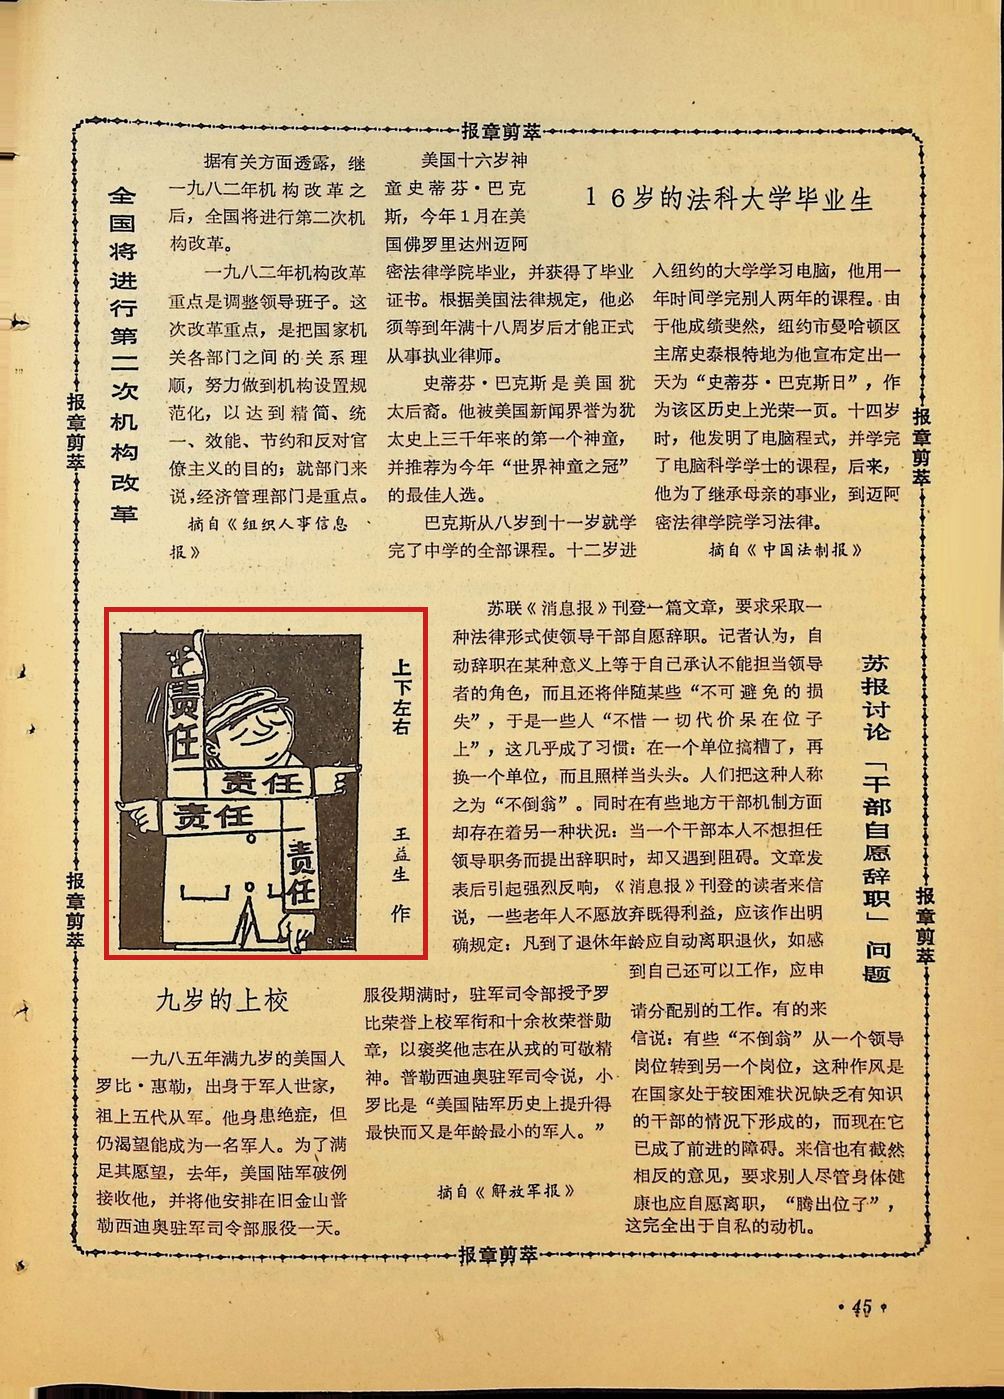 报章剪萃
全国将进行第二次机构改革
据有关方面透露，继
一九八二年机构改革之
后，全国将进行第二次机
构改革。
一九八二年机构改革
重点是调整领导班子。这
次改革重点，是把国家机
关各部门之间的关系理
顺，努力做到机构设置规
范化，以达到精简、统
一、效能、节约和反对官
僚主义的目的；就部门来
说，经济管理部门是重点。
摘自《组织人事信息
报》
16岁的法科大学毕业生
美国十六岁神
童史蒂芬·巴克
斯，今年1月在美
国佛罗里达州迈阿
密法律学院毕业，并获得了毕业
证书。根据美国法律规定，他必
须等到年满十八周岁后才能正式
从事执业律师。
史蒂芬·巴克斯是美国犹
太后裔。他被美国新闻界誉为犹
太史上三千年来的第一个神童，
并推荐为今年“世界神童之冠”
的最佳人选。
巴克斯从八岁到十一岁就学
完了中学的全部课程。十二岁进
入纽约的大学学习电脑，他用一
年时间学完别人两年的课程。由
于他成绩斐然，纽约市曼哈顿区
主席史泰根特地为他宣布定出一
天为“史蒂芬·巴克斯日”，作
为该区历史上光荣一页。十四岁
时，他发明了电脑程式，并学完
了电脑科学学士的课程，后来，
他为了继承母亲的事业，到迈阿
密法律学院学习法律。
摘自《中国法制报》
报章剪萃
报章剪萃
责任
责任
责任
责任
上下左右
王益生 作
苏报讨论「干部自愿辞职」问题
苏联《消息报》刊登一篇文章，要求采取一
种法律形式使领导干部自愿辞职。记者认为，自
动辞职在某种意义上等于自己承认不能担当领导
者的角色，而且还将伴随某些“不可避免的损
失”，于是一些人“不惜一切代价呆在位子
上”，这几乎成了习惯：在一个单位搞糟了，再
换一个单位，而且照样当头头。人们把这种人称
之为“不倒翁”。同时在有些地方干部机制方面
却存在着另一种状况：当一个干部本人不想担任
领导职务而提出辞职时，却又遇到阻碍。文章发
表后引起强烈反响，《消息报》刊登的读者来信
说，一些老年人不愿放弃既得利益，应该作出明
确规定：凡到了退休年龄应自动离职退伙，如感
到自己还可以工作，应申
请分配别的工作。有的来
信说：有些“不倒翁”从一个领导
岗位转到另一个岗位，这种作风是
在国家处于较困难状况缺乏有知识
的干部的情况下形成的，而现在它
已成了前进的障碍。来信也有截然
相反的意见，要求别人尽管身体健
康也应自愿离职，“腾出位子”，
这完全出于自私的动机。
报章剪萃
报章剪萃
九岁的上校
一九八五年满九岁的美国人
罗比·惠勒，出身于军人世家，
祖上五代从军。他身患绝症，但
仍渴望能成为一名军人。为了满
足其愿望，去年，美国陆军破例
接收他，并将他安排在旧金山普
勒西迪奥驻军司令部服役一天。
服役期满时，驻军司令部授予罗
比荣誉上校军衔和十余枚荣誉勋
章，以褒奖他志在从戎的可敬精
神。普勒西迪奥驻军司令说，小
罗比是“美国陆军历史上提升得
最快而又是年龄最小的军人。”
摘自《解放军报》
报章剪萃
·45·